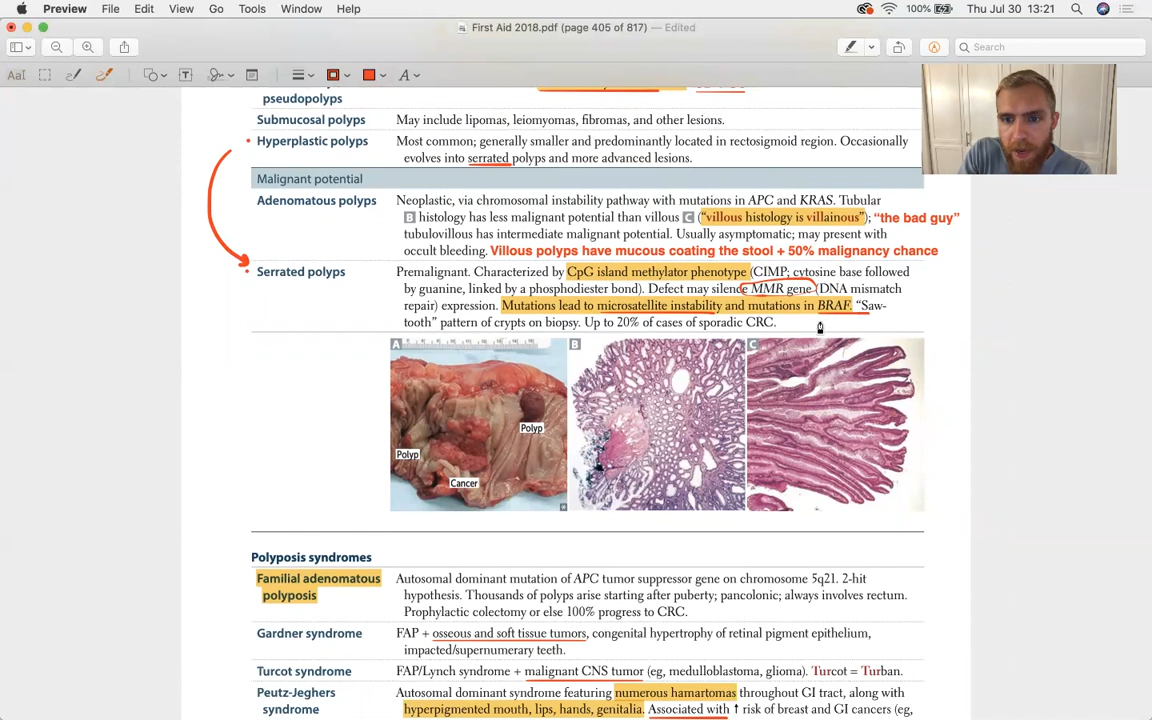 Preview File Edit View Go Tools Window Help 100% Thu Jul 30 13:21
First Aid 2018.pdf (page 405 of 817) — Edited
Search
pseudopolyps
Submucosal polyps May include lipomas, leiomyomas, fibromas, and other lesions.
Hyperplastic polyps Most common; generally smaller and predominantly located in rectosigmoid region. Occasionally
evolves into serrated polyps and more advanced lesions.
Malignant potential
Adenomatous polyps Neoplastic, via chromosomal instability pathway with mutations in APC and KRAS. Tubular
B histology has less malignant potential than villous C (“villous histology is villainous”); “the bad guy”
tubulovillous has intermediate malignant potential. Usually asymptomatic; may present with
occult bleeding. Villous polyps have mucous coating the stool + 50% malignancy chance
Serrated polyps Premalignant. Characterized by CpG island methylator phenotype (CIMP; cytosine base followed
by guanine, linked by a phosphodiester bond). Defect may silence MMR gene (DNA mismatch
repair) expression. Mutations lead to microsatellite instability and mutations in BRAF. “Saw-
tooth” pattern of crypts on biopsy. Up to 20% of cases of sporadic CRC.
A B C
Polyp
Polyp
Cancer
Polyposis syndromes
Familial adenomatous Autosomal dominant mutation of APC tumor suppressor gene on chromosome 5q21. 2-hit
polyposis hypothesis. Thousands of polyps arise starting after puberty; pancolonic; always involves rectum.
Prophylactic colectomy or else 100% progress to CRC.
Gardner syndrome FAP + osseous and soft tissue tumors, congenital hypertrophy of retinal pigment epithelium,
impacted/supernumerary teeth.
Turcot syndrome FAP/Lynch syndrome + malignant CNS tumor (eg, medulloblastoma, glioma). Turcot = Turban.
Peutz-Jeghers Autosomal dominant syndrome featuring numerous hamartomas throughout GI tract, along with
syndrome hyperpigmented mouth, lips, hands, genitalia. Associated with ↑ risk of breast and GI cancers (eg,